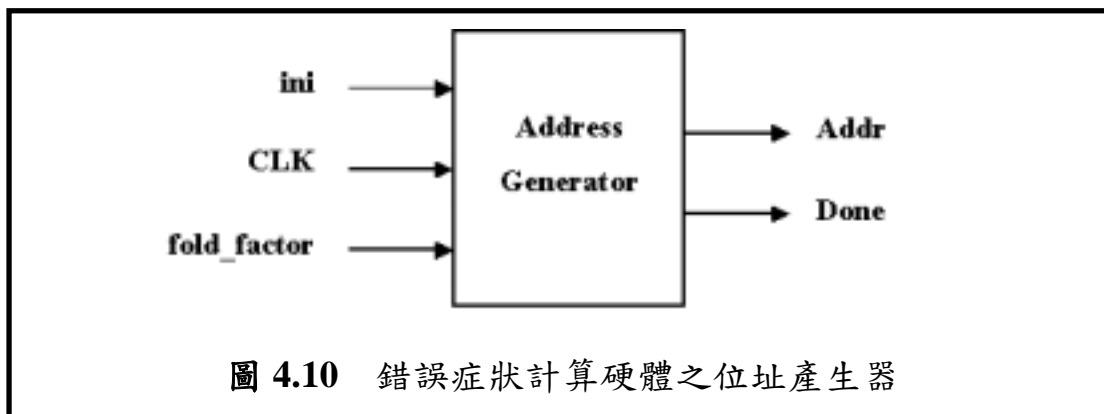 ini
CLK
fold_factor
Address
Generator
Addr
Done
圖 4.10 錯誤症狀計算硬體之位址產生器